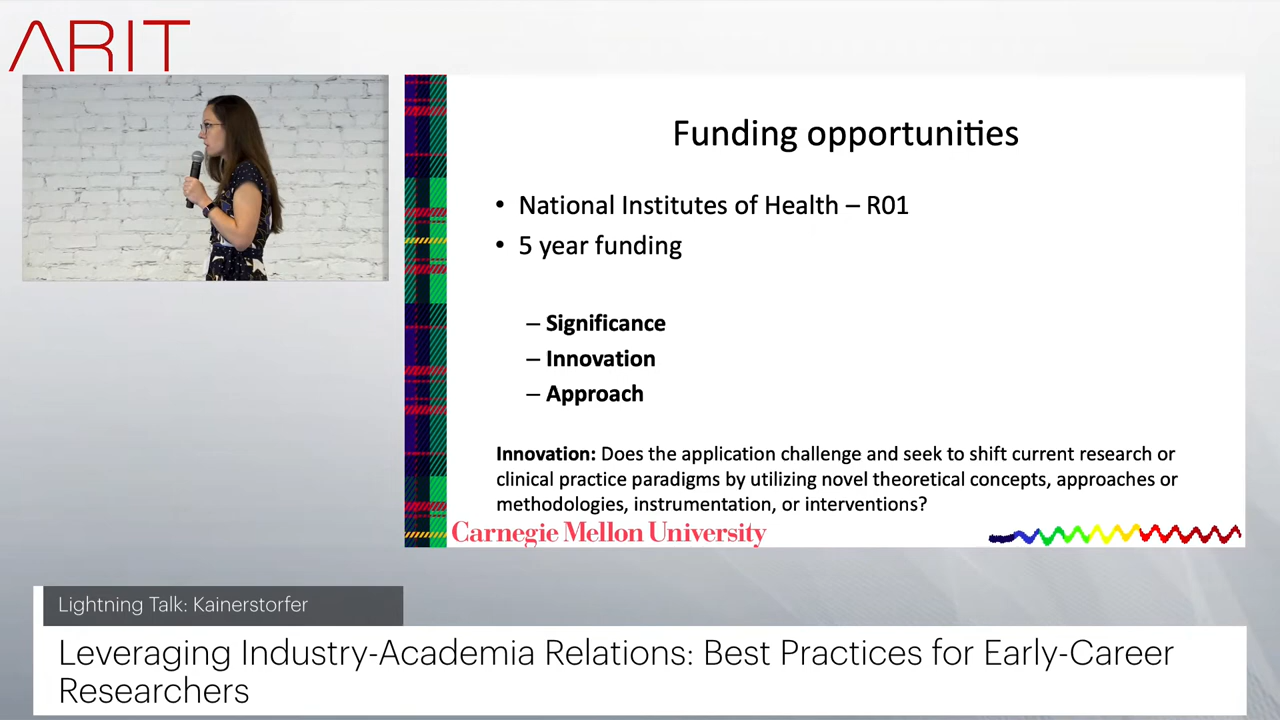 ARIT
Funding opportunities
• National Institutes of Health – R01
• 5 year funding
– Significance
– Innovation
– Approach
Innovation: Does the application challenge and seek to shift current research or
clinical practice paradigms by utilizing novel theoretical concepts, approaches or
methodologies, instrumentation, or interventions?
Carnegie Mellon University
Lightning Talk: Kainerstorfer
Leveraging Industry-Academia Relations: Best Practices for Early-Career
Researchers